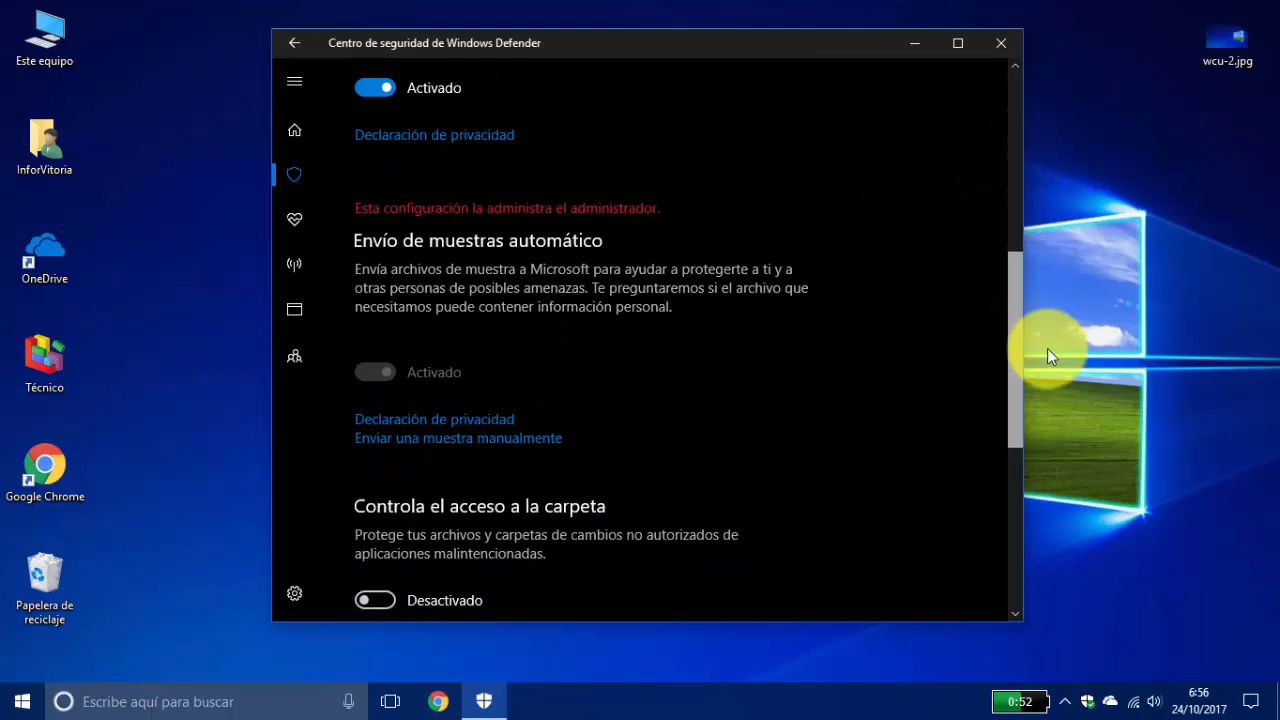 Este equipo
InforVitoria
OneDrive
Técnico
Google Chrome
Papelera de
reciclaje
wcu-2.jpg
Centro de seguridad de Windows Defender
Activado
Declaración de privacidad
Esta configuración la administra el administrador.
Envío de muestras automático
Envía archivos de muestra a Microsoft para ayudar a protegerte a ti y a
otras personas de posibles amenazas. Te preguntaremos si el archivo que
necesitamos puede contener información personal.
Activado
Declaración de privacidad
Enviar una muestra manualmente
Controla el acceso a la carpeta
Protege tus archivos y carpetas de cambios no autorizados de
aplicaciones malintencionadas.
Desactivado
Escribe aquí para buscar
0:52
6:56
24/10/2017